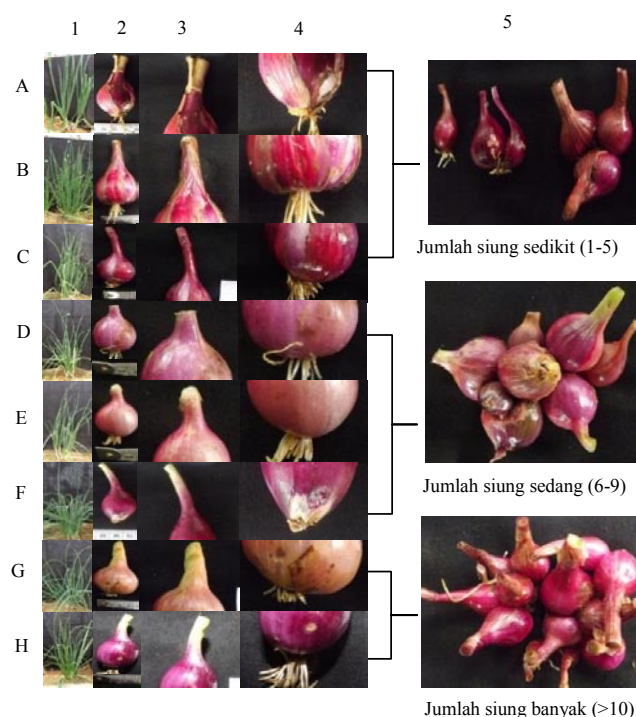 1 2 3 4 5
A
B
C
Jumlah siung sedikit (1-5)
D
E
F
Jumlah siung sedang (6-9)
G
H
Jumlah siung banyak (>10)